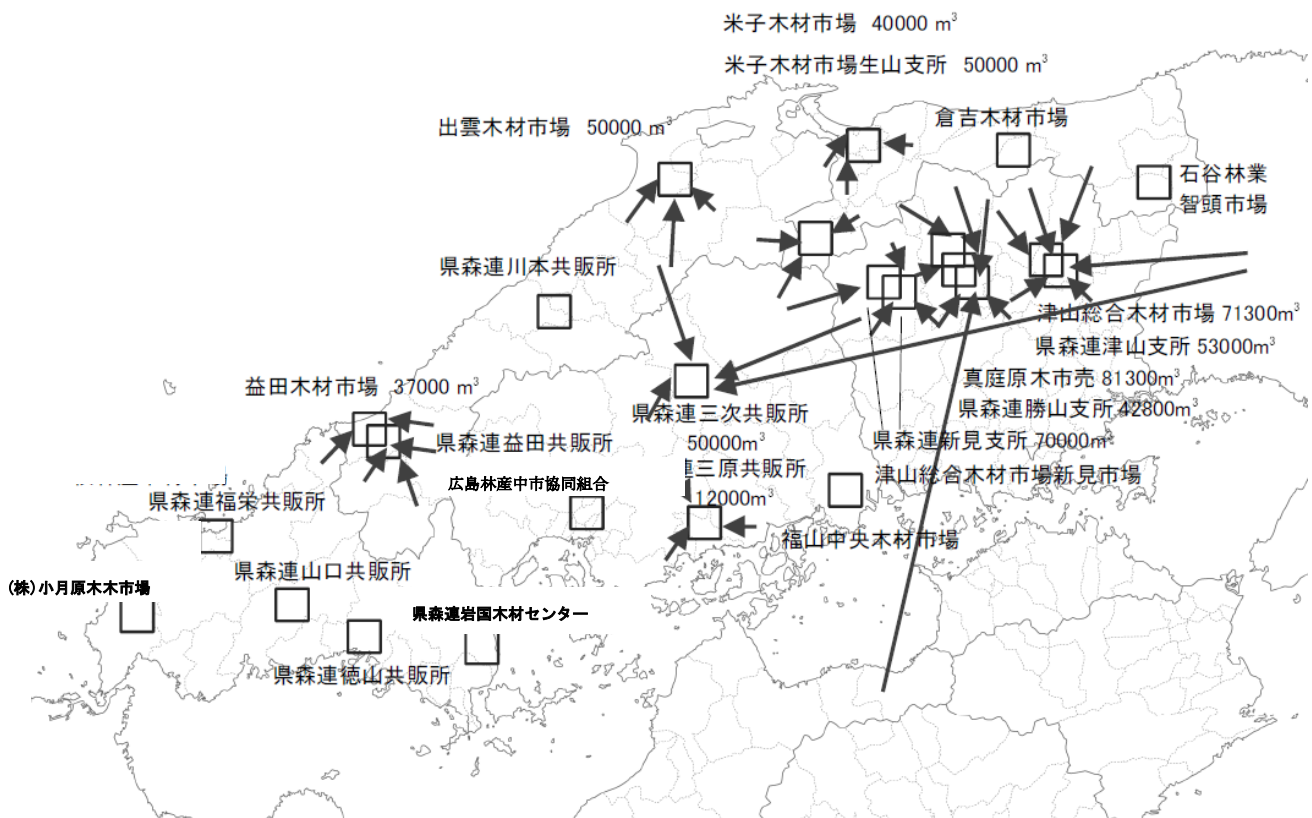 米子木材市場 40000 m³
米子木材市場生山支所 50000 m³
出雲木材市場 50000 m³
倉吉木材市場
石谷林業
智頭市場
県森連川本共販所
津山総合木材市場 71300m³
県森連津山支所 53000m³
益田木材市場 37000 m³
真庭原木市売 81300m³
県森連三次共販所
50000m³
県森連勝山支所 42800m³
県森連益田共販所
県森連新見支所 70000m³
三原共販所
12000m³
津山総合木材市場新見市場
広島林産中市協同組合
県森連福栄共販所
福山中央木材市場
県森連山口共販所
(株)小月原木木市場
県森連岩国木材センター
県森連徳山共販所